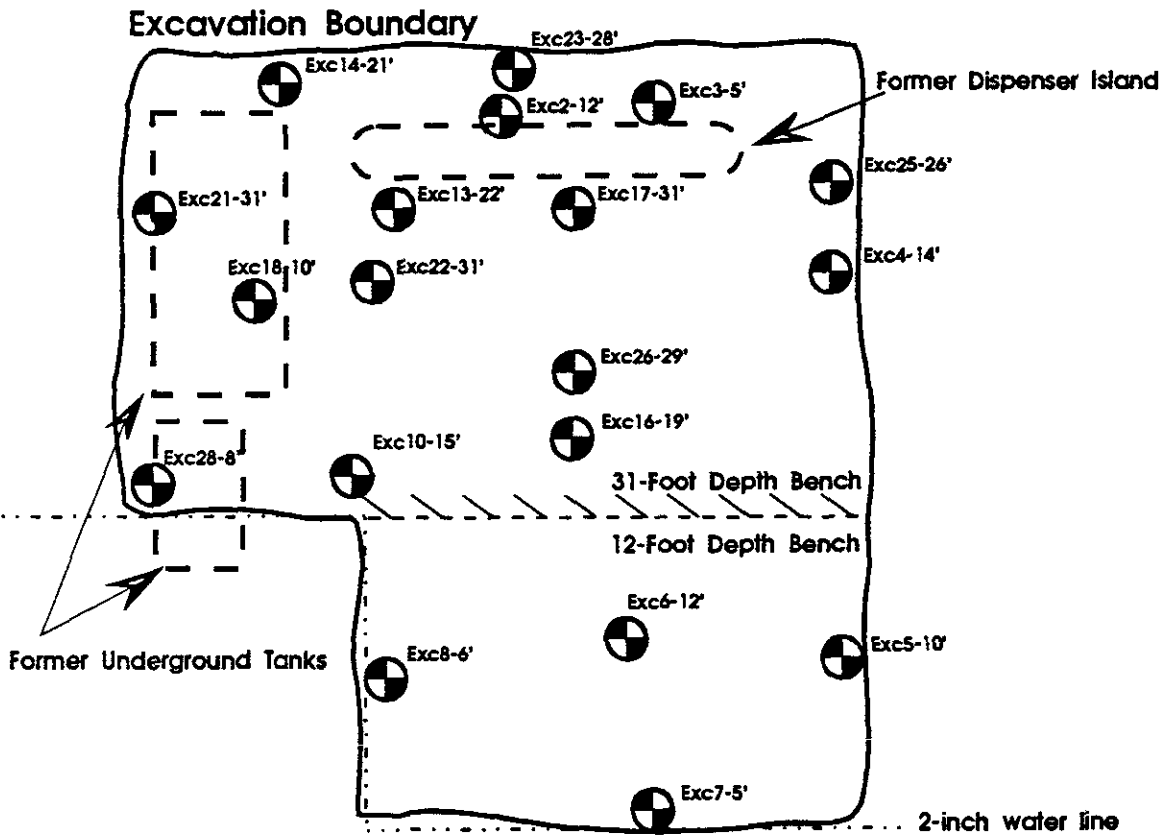 Excavation Boundary
Exc23-28'
Exc14-21'
Former Dispenser Island
Exc2-12'
Exc3-5'
Exc25-26'
Exc21-31'
Exc13-22'
Exc17-31'
Exc4-14'
Exc18-10'
Exc22-31'
Exc26-29'
Exc16-19'
Exc10-15'
Exc28-8'
31-Foot Depth Bench
12-Foot Depth Bench
Exc6-12'
Exc5-10'
Former Underground Tanks
Exc8-6'
Exc7-5'
2-inch water line